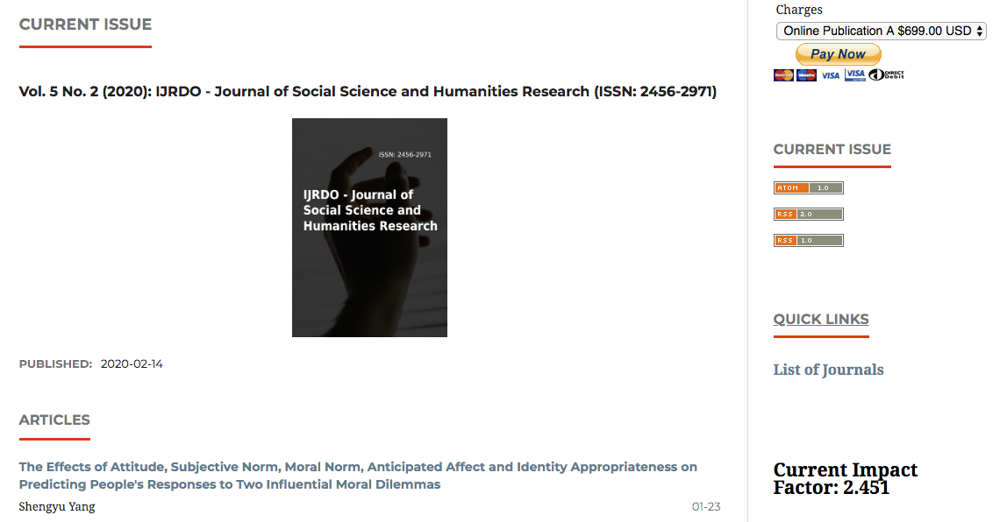 CURRENT ISSUE
Vol. 5 No. 2 (2020): IJRDO - Journal of Social Science and Humanities Research (ISSN: 2456-2971)
ISSN: 2456-2971
IJRDO - Journal of
Social Science and
Humanities Research
PUBLISHED: 2020-02-14
ARTICLES
The Effects of Attitude, Subjective Norm, Moral Norm, Anticipated Affect and Identity Appropriateness on
Predicting People's Responses to Two Influential Moral Dilemmas
Shengyu Yang 01-23
Charges
Online Publication A $699.00 USD
Pay Now
MasterCard Maestro VISA VISA DIRECT Debit
CURRENT ISSUE
ATOM 1.0
RSS 2.0
RSS 1.0
QUICK LINKS
List of Journals
Current Impact
Factor: 2.451